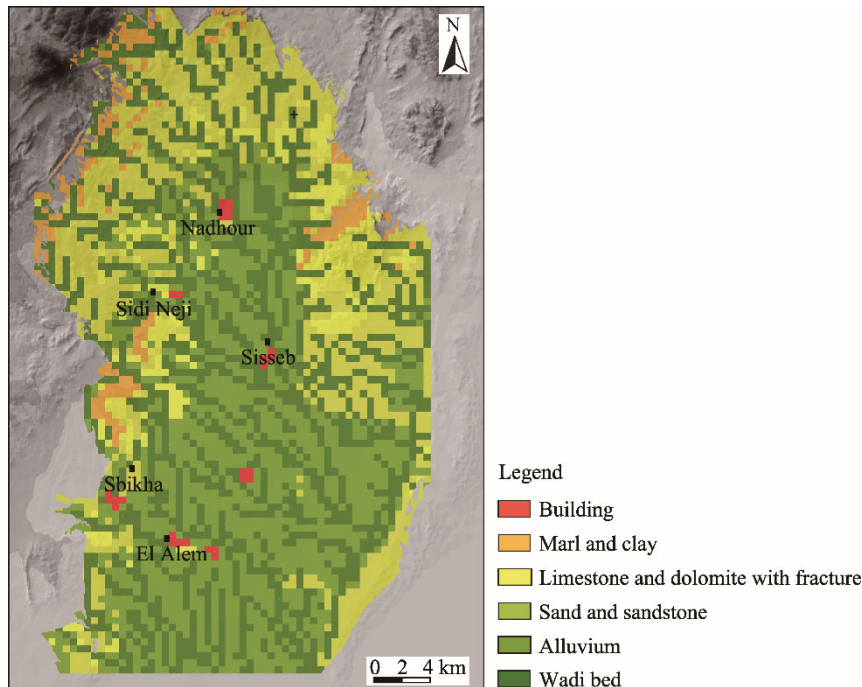 N
Nadhour
Sidi Neji
Sisseb
Sbikha
El Alem
0 2 4 km
Legend
Building
Marl and clay
Limestone and dolomite with fracture
Sand and sandstone
Alluvium
Wadi bed